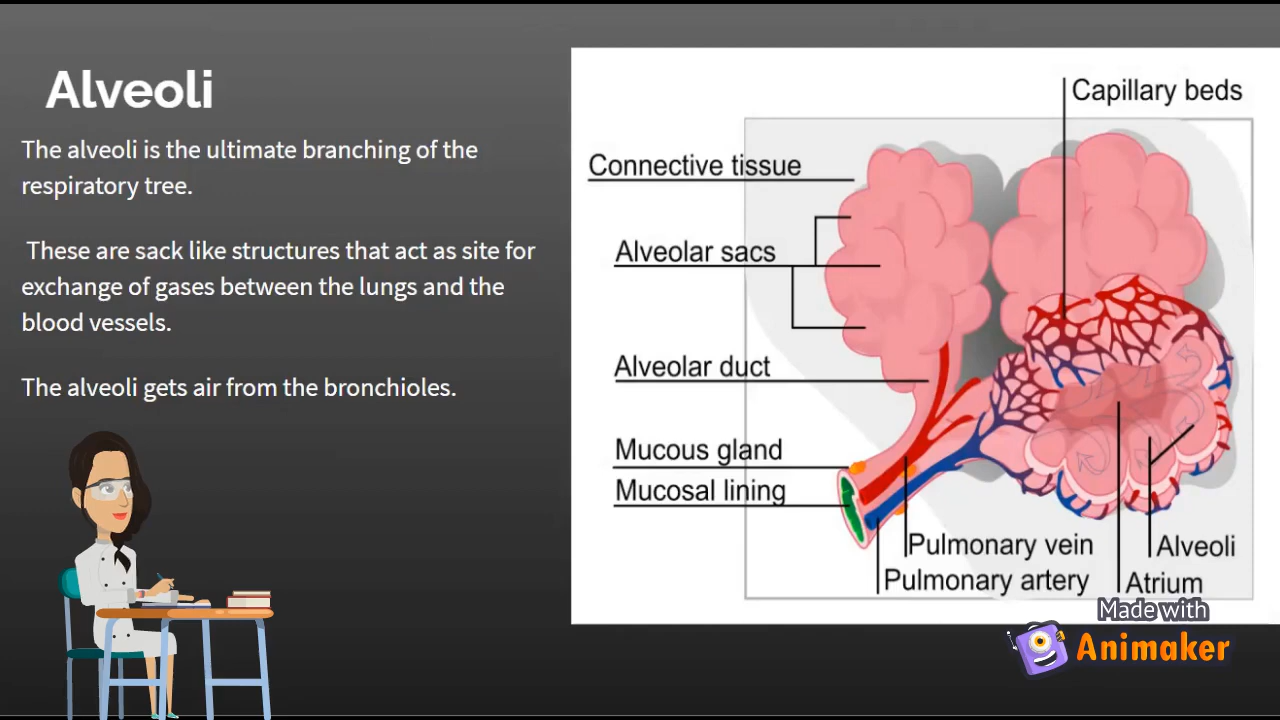 Alveoli
The alveoli is the ultimate branching of the
respiratory tree.
These are sack like structures that act as site for
exchange of gases between the lungs and the
blood vessels.
The alveoli gets air from the bronchioles.
Capillary beds
Connective tissue
Alveolar sacs
Alveolar duct
Mucous gland
Mucosal lining
Pulmonary vein
Alveoli
Pulmonary artery
Atrium
Made with
Animaker